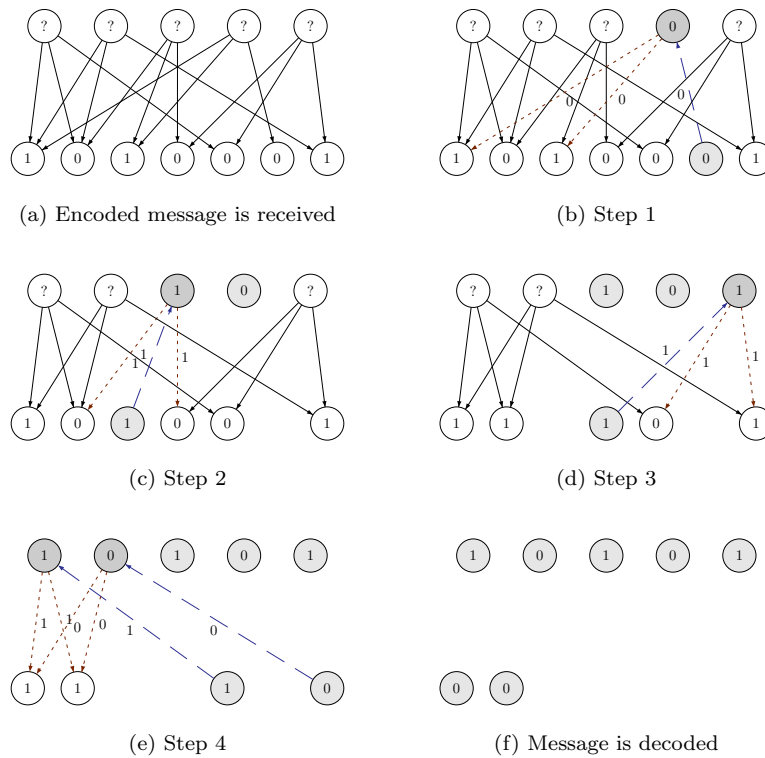 ? ? ? ? ?
1 0 1 0 0 0 1
(a) Encoded message is received
? ? ? 0 ?
0 0 0
1 0 1 0 0 0 1
(b) Step 1
? ? 1 0 ?
1 1 1
1 0 1 0 0 1
(c) Step 2
? ? 1 0 1
1 1 1
1 1 1 0 1
(d) Step 3
1 0 1 0 1
1 1 0 0 1 0
1 1 1 0
(e) Step 4
1 0 1 0 1
0 0
(f) Message is decoded